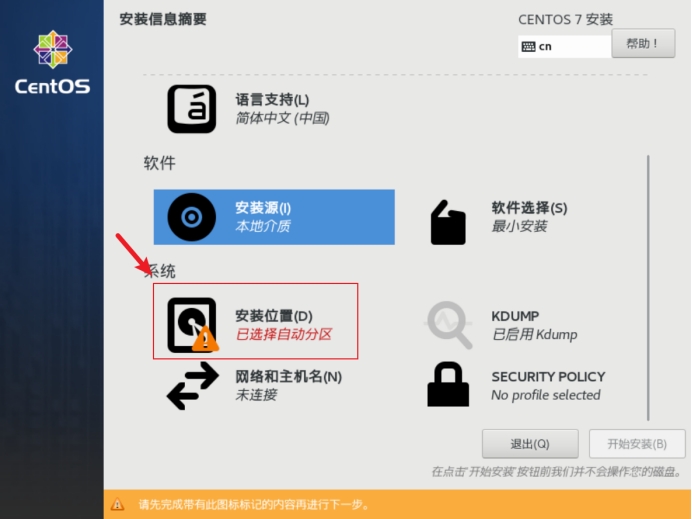 安装信息摘要
CENTOS 7 安装
cn
帮助！
CentOS
语言支持(L)
简体中文 (中国)
软件
安装源(I)
本地介质
软件选择(S)
最小安装
系统
安装位置(D)
已选择自动分区
KDUMP
已启用 Kdump
网络和主机名(N)
未连接
SECURITY POLICY
No profile selected
退出(Q)
开始安装(B)
在点击"开始安装"按钮前我们并不会操作您的磁盘。
请先完成带有此图标标记的内容再进行下一步。